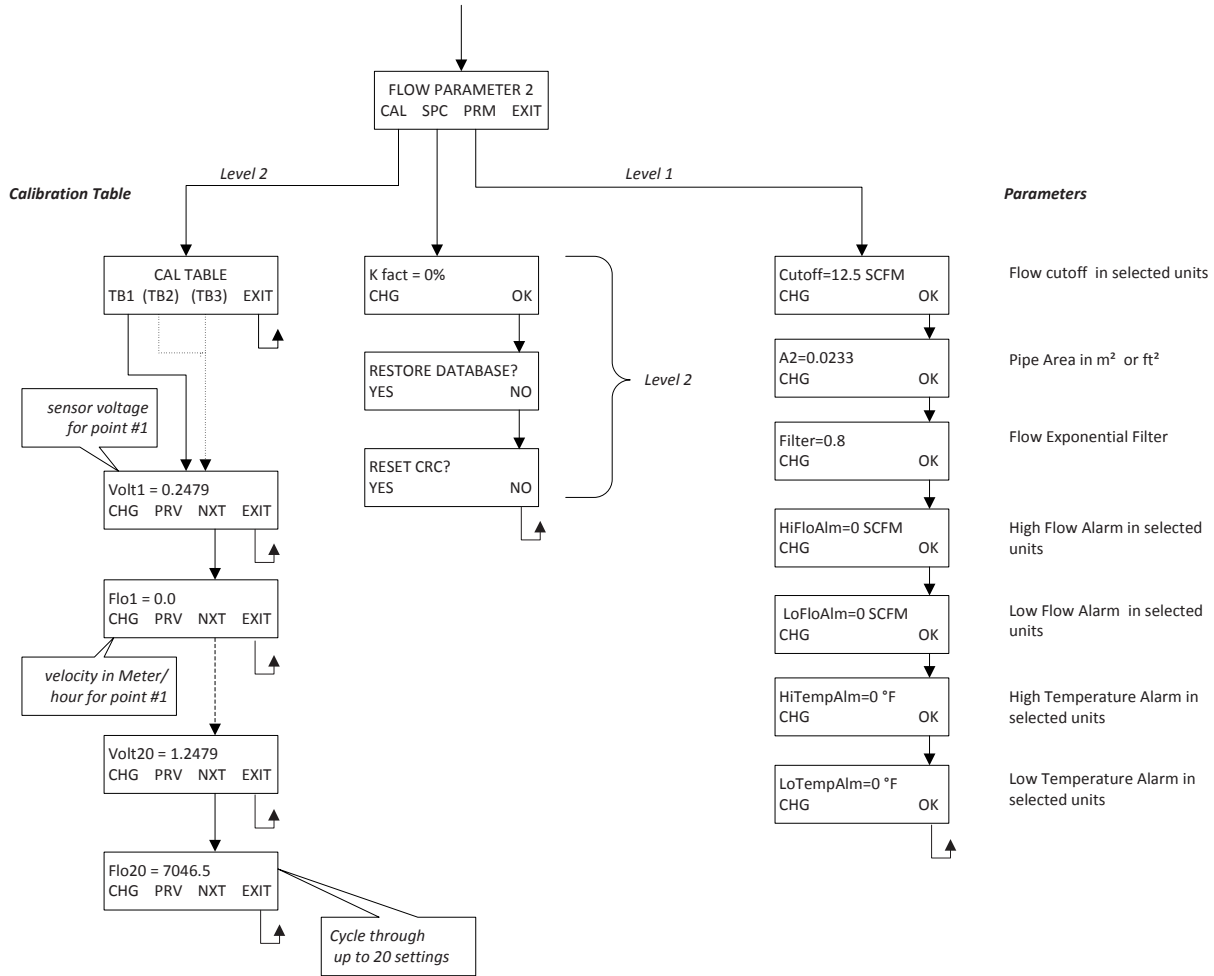 FLOW PARAMETER 2
CAL SPC PRM EXIT
Level 2
Level 1
Calibration Table
Parameters
CAL TABLE
TB1 (TB2) (TB3) EXIT
sensor voltage
for point #1
Volt1 = 0.2479
CHG PRV NXT EXIT
Flo1 = 0.0
CHG PRV NXT EXIT
velocity in Meter/
hour for point #1
Volt20 = 1.2479
CHG PRV NXT EXIT
Flo20 = 7046.5
CHG PRV NXT EXIT
Cycle through
up to 20 settings
K fact = 0%
CHG OK
RESTORE DATABASE?
YES NO
RESET CRC?
YES NO
Level 2
Cutoff=12.5 SCFM
CHG OK
Flow cutoff in selected units
A2=0.0233
CHG OK
Pipe Area in m² or ft²
Filter=0.8
CHG OK
Flow Exponential Filter
HiFloAlm=0 SCFM
CHG OK
High Flow Alarm in selected
units
LoFloAlm=0 SCFM
CHG OK
Low Flow Alarm in selected
units
HiTempAlm=0 °F
CHG OK
High Temperature Alarm in
selected units
LoTempAlm=0 °F
CHG OK
Low Temperature Alarm in
selected units